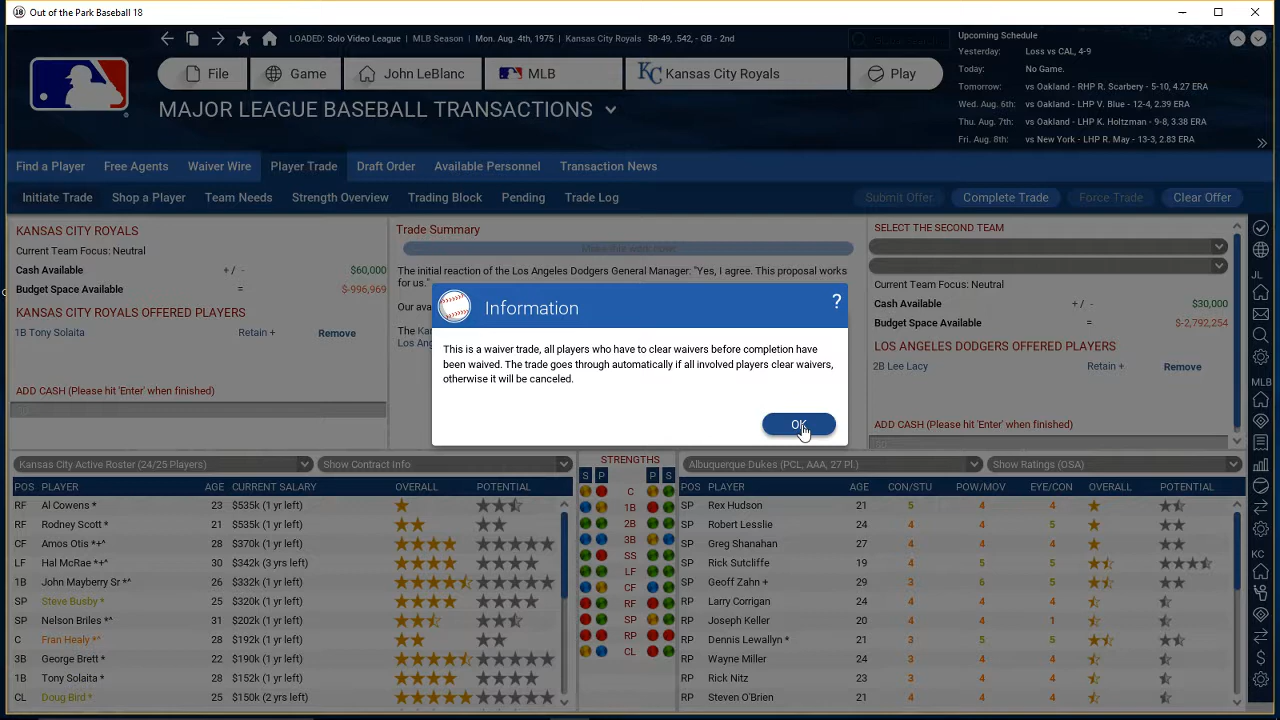 Out of the Park Baseball 18
LOADED: Solo Video League | MLB Season | Mon. Aug. 4th, 1975 | Kansas City Royals 58-49, .542, - GB - 2nd
File
Game
John LeBlanc
MLB
Kansas City Royals
Play
MAJOR LEAGUE BASEBALL TRANSACTIONS
Upcoming Schedule
Yesterday: Loss vs CAL, 4-9
Today: No Game.
Tomorrow: vs Oakland - RHP R. Scarbery - 5-10, 4.27 ERA
Wed. Aug. 6th: vs Oakland - LHP V. Blue - 12-4, 2.39 ERA
Thu. Aug. 7th: vs Oakland - LHP K. Holtzman - 9-8, 3.38 ERA
Fri. Aug. 8th: vs New York - LHP R. May - 13-3, 2.83 ERA
Find a Player Free Agents Waiver Wire Player Trade Draft Order Available Personnel Transaction News
Initiate Trade Shop a Player Team Needs Strength Overview Trading Block Pending Trade Log Submit Offer Complete Trade Force Trade Clear Offer
KANSAS CITY ROYALS
Current Team Focus: Neutral
Cash Available + / - $60,000
Budget Space Available = $-996,969
KANSAS CITY ROYALS OFFERED PLAYERS
1B Tony Solaita Retain + Remove
ADD CASH (Please hit 'Enter' when finished)
Trade Summary
Make this work now!
The initial reaction of the Los Angeles Dodgers General Manager: "Yes, I agree. This proposal works
for us."
Our ava
The Kan
Los Ang
SELECT THE SECOND TEAM
Current Team Focus: Neutral
Cash Available + / - $30,000
Budget Space Available = $-2,792,254
LOS ANGELES DODGERS OFFERED PLAYERS
2B Lee Lacy Retain + Remove
ADD CASH (Please hit 'Enter' when finished)
Information
?
This is a waiver trade, all players who have to clear waivers before completion have
been waived. The trade goes through automatically if all involved players clear waivers,
otherwise it will be canceled.
OK
Kansas City Active Roster (24/25 Players) Show Contract Info
POS PLAYER AGE CURRENT SALARY OVERALL POTENTIAL
RF Al Cowens * 23 $535k (1 yr left)
RF Rodney Scott * 21 $535k (1 yr left)
CF Amos Otis *+^ 28 $370k (1 yr left)
LF Hal McRae *+^ 30 $342k (3 yrs left)
1B John Mayberry Sr *^ 26 $332k (1 yr left)
SP Steve Busby * 25 $320k (1 yr left)
SP Nelson Briles *^ 31 $202k (1 yr left)
C Fran Healy *^ 28 $192k (1 yr left)
3B George Brett * 22 $190k (1 yr left)
1B Tony Solaita * 28 $152k (1 yr left)
CL Doug Bird * 25 $150k (2 yrs left)
STRENGTHS
S P P S
C
1B
2B
3B
SS
LF
CF
RF
SP
RP
CL
Albuquerque Dukes (PCL, AAA, 27 Pl.) Show Ratings (OSA)
POS PLAYER AGE CON/STU POW/MOV EYE/CON OVERALL POTENTIAL
SP Rex Hudson 21 5 4 4
SP Robert Lesslie 24 4 4 5
SP Greg Shanahan 27 4 4 4
SP Rick Sutcliffe 19 4 5 5
SP Geoff Zahn + 29 3 6 5
RP Larry Corrigan 24 4 4 4
RP Joseph Keller 20 4 4 1
RP Dennis Lewallyn * 21 3 5 5
RP Wayne Miller 24 3 4 4
RP Rick Nitz 23 3 4 4
RP Steven O'Brien 24 4 4 4
JL
MLB
KC